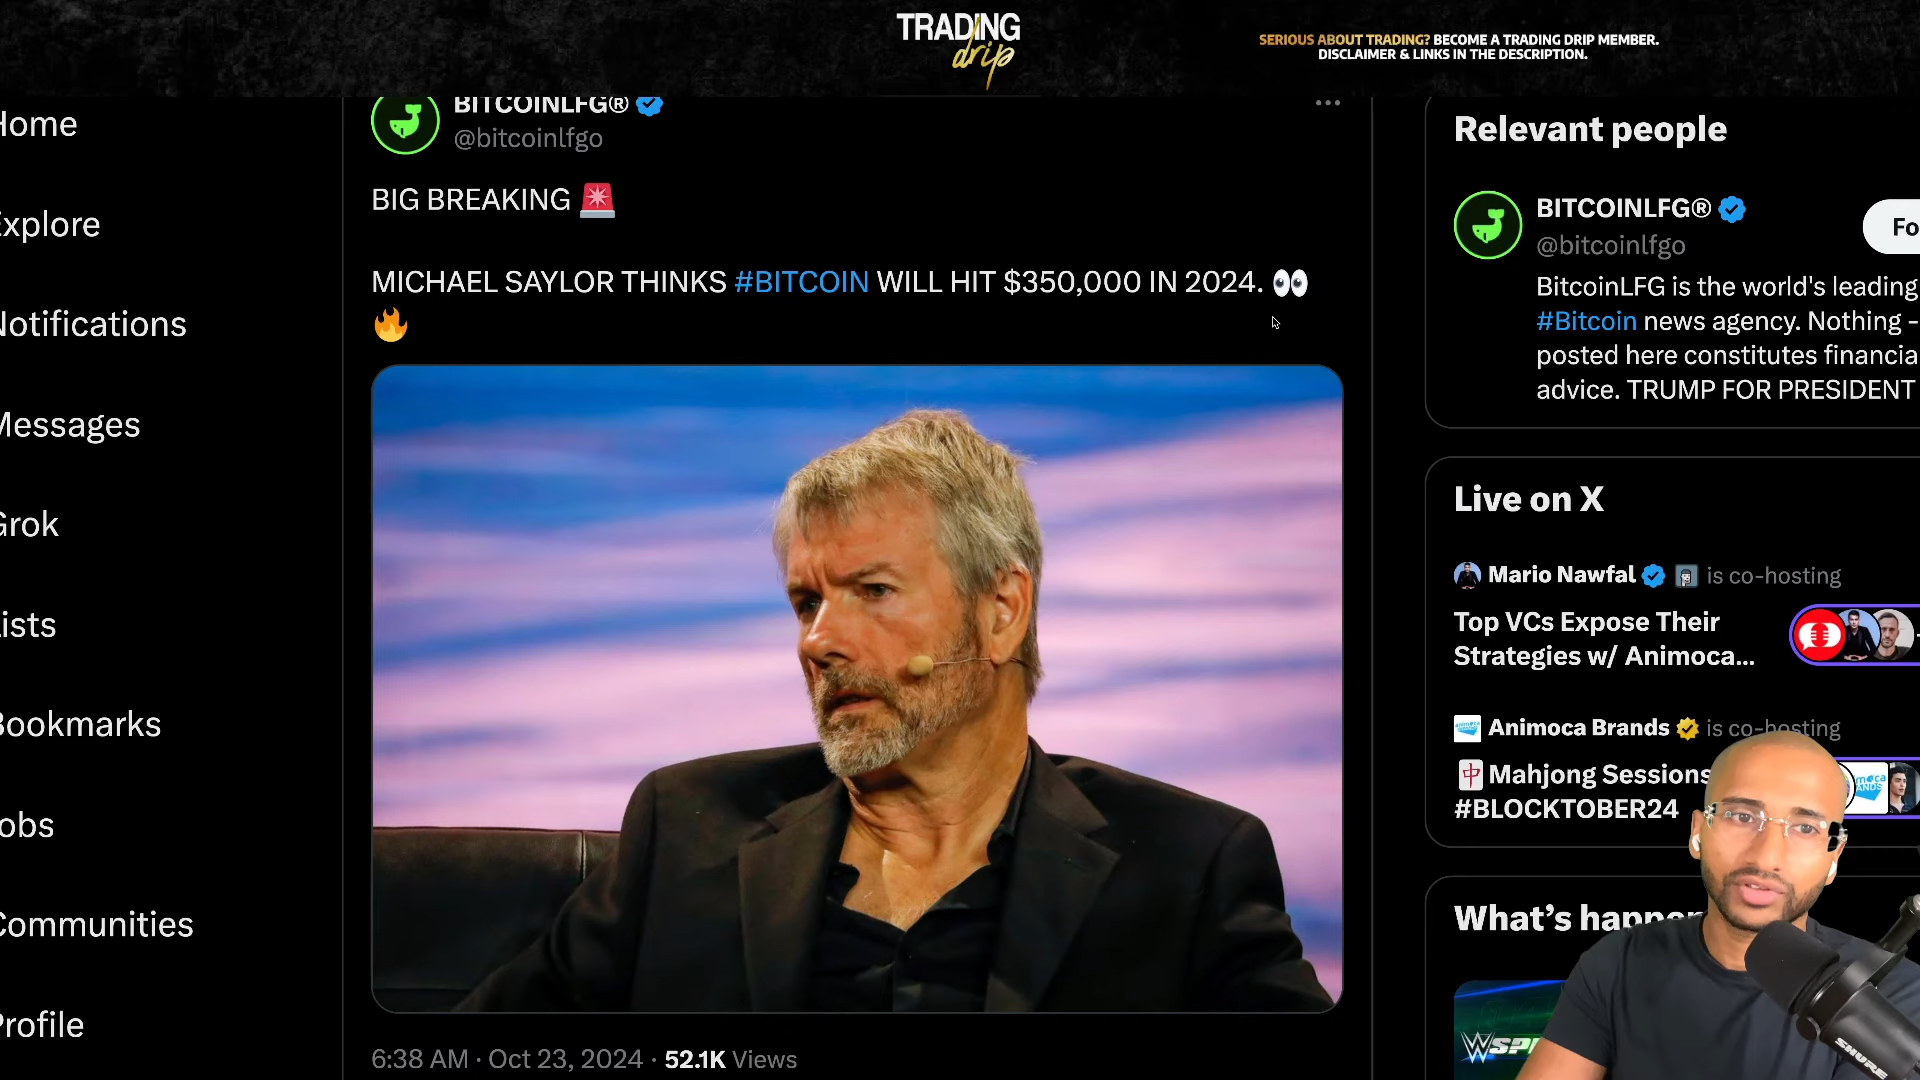 TRADING
drip
SERIOUS ABOUT TRADING? BECOME A TRADING DRIP MEMBER.
DISCLAIMER & LINKS IN THE DESCRIPTION.
Home
Explore
Notifications
Messages
Grok
Lists
Bookmarks
Jobs
Communities
Profile
BITCOINLFG®
@bitcoinlfgo
BIG BREAKING 🚨
MICHAEL SAYLOR THINKS #BITCOIN WILL HIT $350,000 IN 2024. 👀
🔥
6:38 AM · Oct 23, 2024 · 52.1K Views
Relevant people
BITCOINLFG®
@bitcoinlfgo
Fo
BitcoinLFG is the world's leading
#Bitcoin news agency. Nothing -
posted here constitutes financia
advice. TRUMP FOR PRESIDENT
Live on X
Mario Nawfal is co-hosting
Top VCs Expose Their
Strategies w/ Animoca...
Animoca Brands is co-hosting
🀄 Mahjong Sessions
#BLOCKTOBER24
What's happen
SHURE